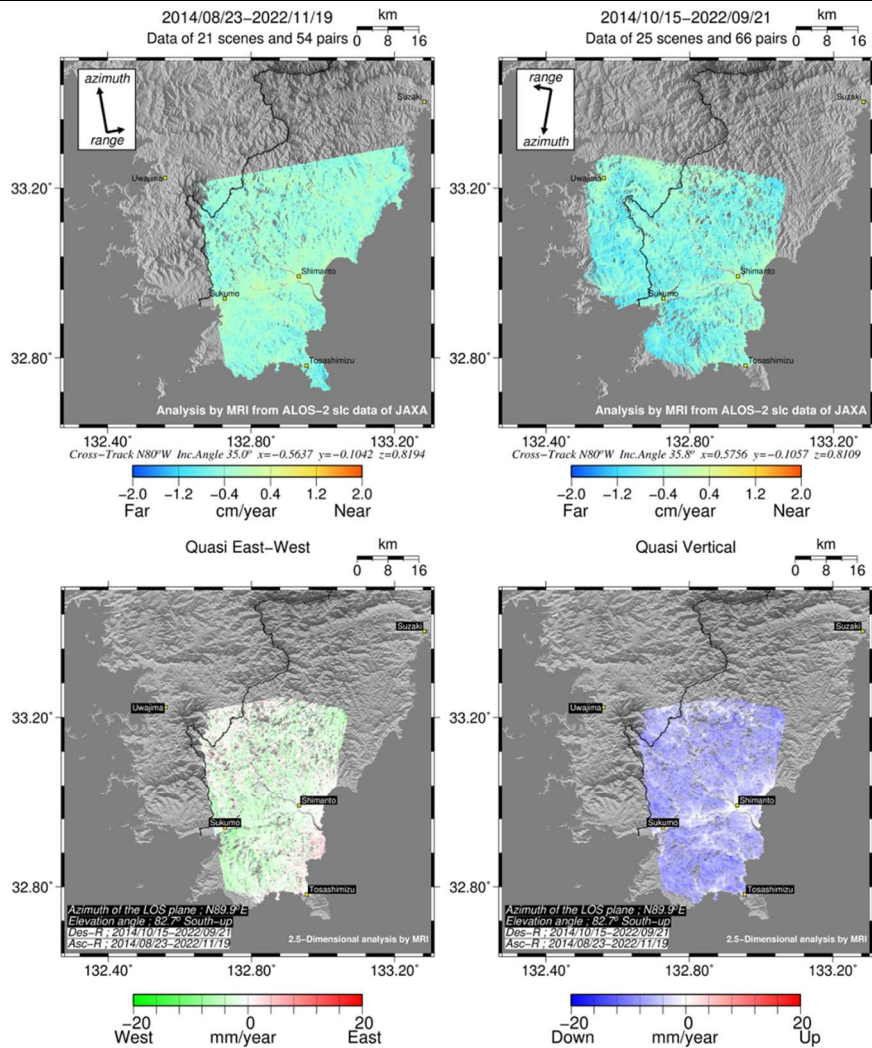 2014/08/23−2022/11/19
Data of 21 scenes and 54 pairs
km
0 8 16
azimuth
range
Suzaki
Uwajima
Shimanto
Sukumo
Tosashimizu
33.20°
32.80°
Analysis by MRI from ALOS−2 slc data of JAXA
132.40 132.80 133.20
Cross−Track N80°W Inc.Angle 35.0° x=−0.5637 y=−0.1042 z=0.8194
−2.0 −1.2 −0.4 0.4 1.2 2.0
Far cm/year Near
2014/10/15−2022/09/21
Data of 25 scenes and 66 pairs
km
0 8 16
range
azimuth
Suzaki
Uwajima
Shimanto
Sukumo
Tosashimizu
33.20°
32.80°
Analysis by MRI from ALOS−2 slc data of JAXA
132.40 132.80 133.20
Cross−Track N80°W Inc.Angle 35.8° x=0.5756 y=−0.1057 z=0.8109
−2.0 −1.2 −0.4 0.4 1.2 2.0
Far cm/year Near
Quasi East−West
km
0 8 16
Suzaki
Uwajima
Shimanto
Sukumo
Tosashimizu
33.20°
32.80°
Azimuth of the LOS plane ; N89.9°E
Elevation angle ; 82.7° South−up
Des−R ; 2014/10/15−2022/09/21
Asc−R ; 2014/08/23−2022/11/19
2.5−Dimensional analysis by MRI
132.40 132.80 133.20
−20 0 20
West mm/year East
Quasi Vertical
km
0 8 16
Suzaki
Uwajima
Shimanto
Sukumo
Tosashimizu
33.20°
32.80°
Azimuth of the LOS plane ; N89.9°E
Elevation angle ; 82.7° South−up
Des−R ; 2014/10/15−2022/09/21
Asc−R ; 2014/08/23−2022/11/19
2.5−Dimensional analysis by MRI
132.40 132.80 133.20
−20 0 20
Down mm/year Up